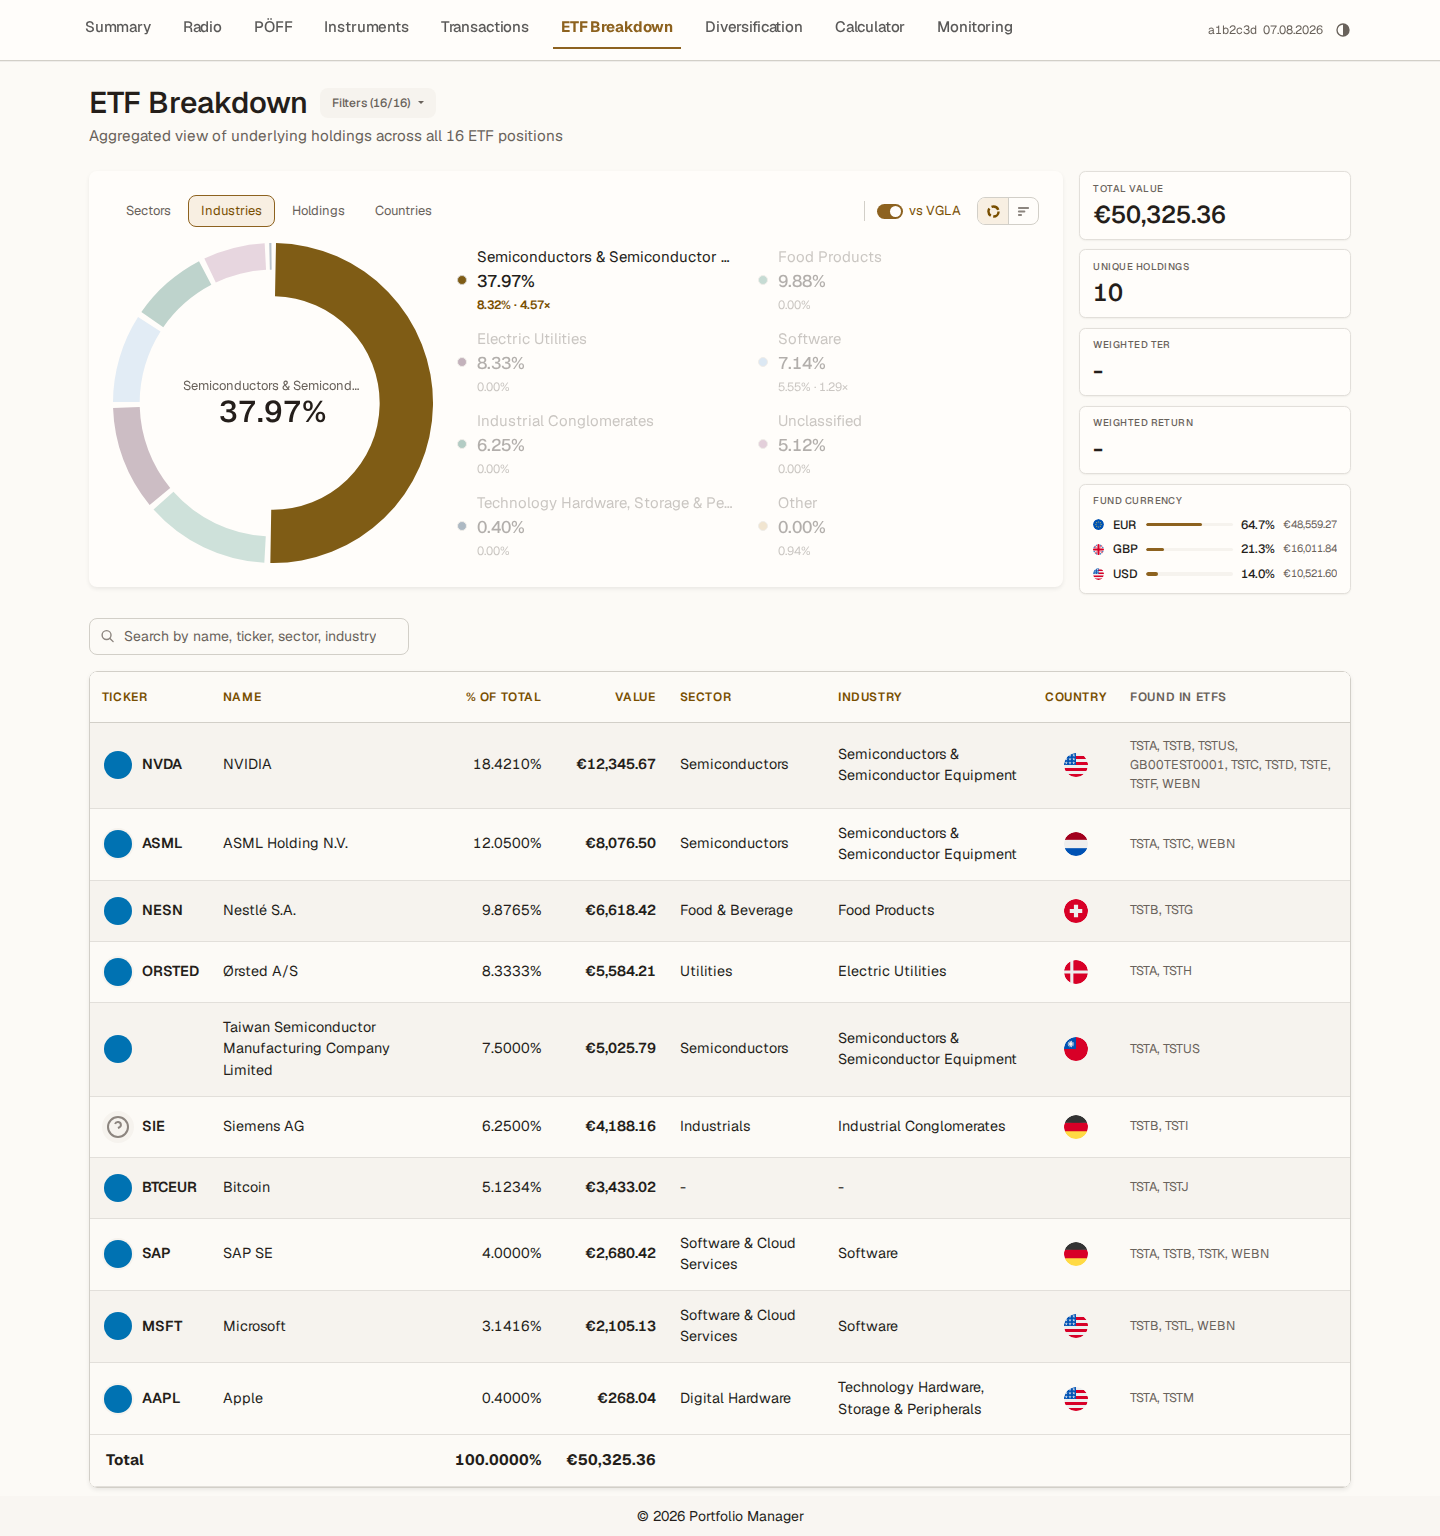 Summary Radio PÖFF Instruments Transactions ETF Breakdown Diversification Calculator Monitoring a1b2c3d 07.08.2026
ETF Breakdown Filters (16/16)
Aggregated view of underlying holdings across all 16 ETF positions
Sectors Industries Holdings Countries vs VGLA
Semiconductors & Semicond...
37.97%
Semiconductors & Semiconductor ...
37.97%
8.32% · 4.57×
Food Products
9.88%
0.00%
Electric Utilities
8.33%
0.00%
Software
7.14%
5.55% · 1.29×
Industrial Conglomerates
6.25%
0.00%
Unclassified
5.12%
0.00%
Technology Hardware, Storage & Pe...
0.40%
0.00%
Other
0.00%
0.94%
TOTAL VALUE
€50,325.36
UNIQUE HOLDINGS
10
WEIGHTED TER
-
WEIGHTED RETURN
-
FUND CURRENCY
EUR 64.7% €48,559.27
GBP 21.3% €16,011.84
USD 14.0% €10,521.60
Search by name, ticker, sector, industry
TICKER NAME % OF TOTAL VALUE SECTOR INDUSTRY COUNTRY FOUND IN ETFS
NVDA NVIDIA 18.4210% €12,345.67 Semiconductors
Semiconductors &
Semiconductor Equipment
TSTA, TSTB, TSTUS,
GB00TEST0001, TSTC, TSTD, TSTE,
TSTF, WEBN
ASML ASML Holding N.V. 12.0500% €8,076.50 Semiconductors
Semiconductors &
Semiconductor Equipment
TSTA, TSTC, WEBN
NESN Nestlé S.A. 9.8765% €6,618.42 Food & Beverage Food Products TSTB, TSTG
ORSTED Ørsted A/S 8.3333% €5,584.21 Utilities Electric Utilities TSTA, TSTH
Taiwan Semiconductor
Manufacturing Company
Limited
7.5000% €5,025.79 Semiconductors
Semiconductors &
Semiconductor Equipment
TSTA, TSTUS
SIE Siemens AG 6.2500% €4,188.16 Industrials Industrial Conglomerates TSTB, TSTI
BTCEUR Bitcoin 5.1234% €3,433.02 - - TSTA, TSTJ
SAP SAP SE 4.0000% €2,680.42
Software & Cloud
Services
Software TSTA, TSTB, TSTK, WEBN
MSFT Microsoft 3.1416% €2,105.13
Software & Cloud
Services
Software TSTB, TSTL, WEBN
AAPL Apple 0.4000% €268.04 Digital Hardware
Technology Hardware,
Storage & Peripherals
TSTA, TSTM
Total 100.0000% €50,325.36
© 2026 Portfolio Manager